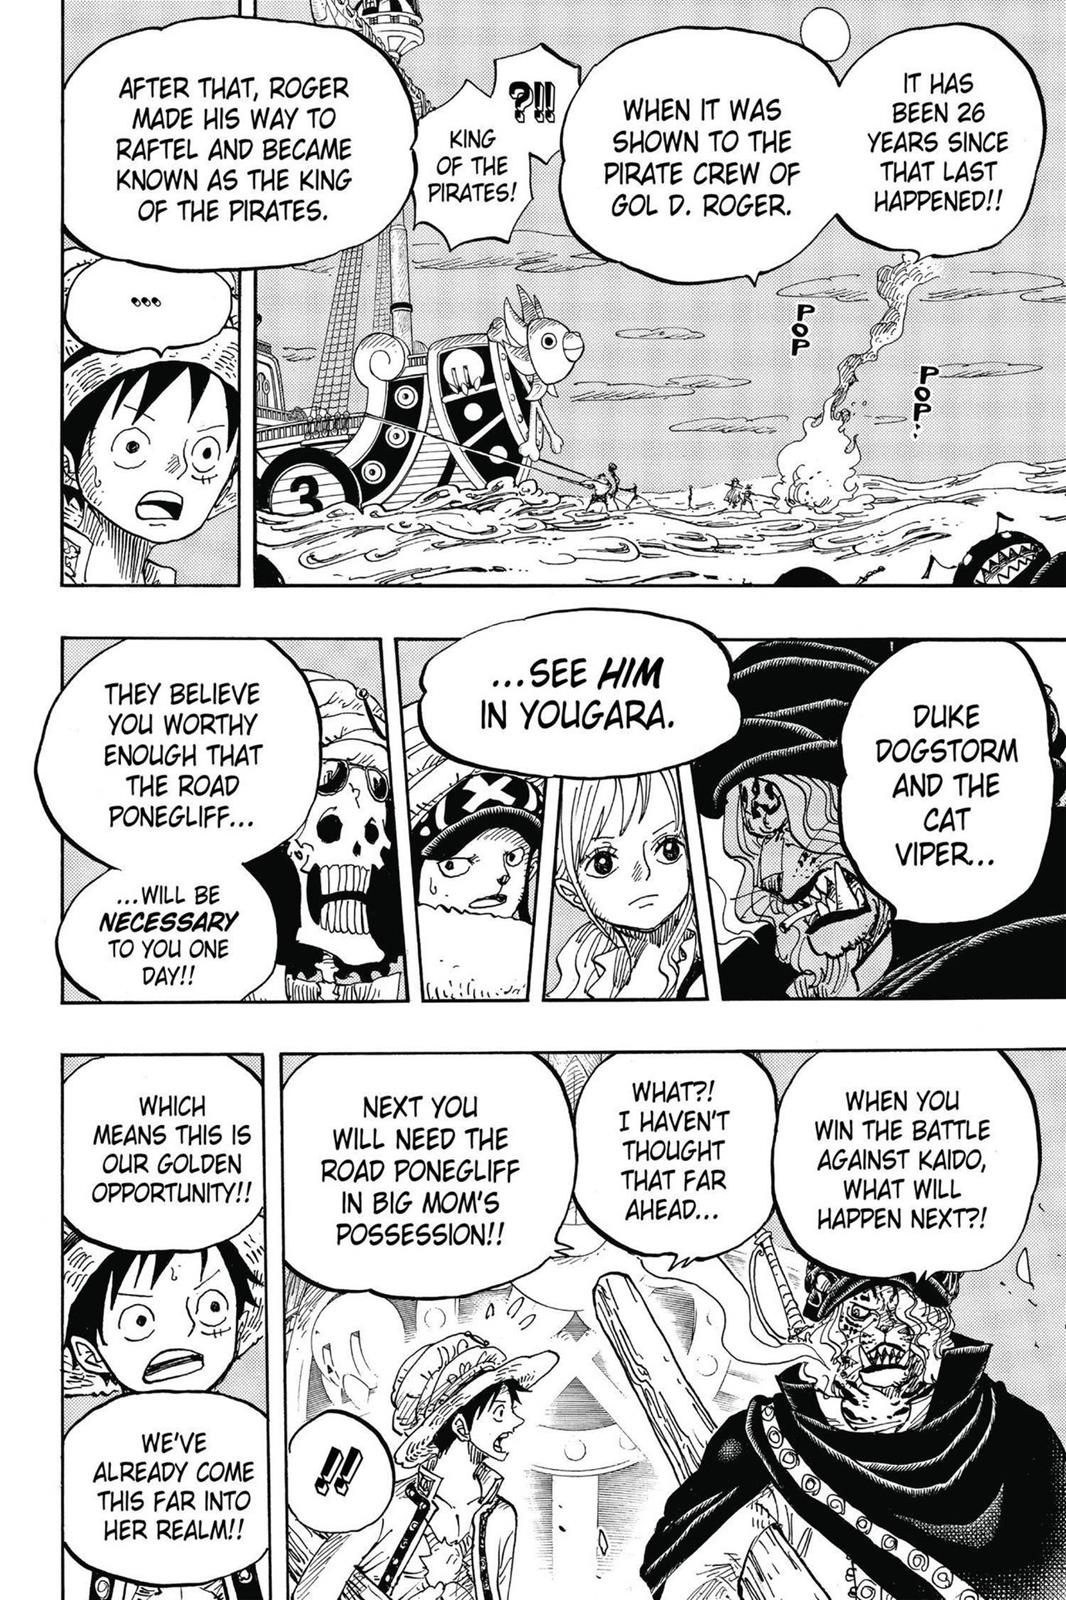 IT HAS
BEEN 26
YEARS SINCE
THAT LAST
HAPPENED!!
WHEN IT WAS
SHOWN TO THE
PIRATE CREW OF
GOL D. ROGER.
?!!
KING
OF THE
PIRATES!
AFTER THAT, ROGER
MADE HIS WAY TO
RAFTEL AND BECAME
KNOWN AS THE KING
OF THE PIRATES.
POP
POP
POP
3
...
DUKE
DOGSTORM
AND THE
CAT
VIPER...
...SEE HIM
IN YOUGARA.
THEY BELIEVE
YOU WORTHY
ENOUGH THAT
THE ROAD
PONEGLIFF...
...WILL BE
NECESSARY
TO YOU ONE
DAY!!
WHEN YOU
WIN THE BATTLE
AGAINST KAIDO,
WHAT WILL
HAPPEN NEXT?!
WHAT?!
I HAVEN'T
THOUGHT
THAT FAR
AHEAD...
NEXT YOU
WILL NEED THE
ROAD PONEGLIFF
IN BIG MOM'S
POSSESSION!!
!!
WHICH
MEANS THIS IS
OUR GOLDEN
OPPORTUNITY!!
WE'VE
ALREADY COME
THIS FAR INTO
HER REALM!!